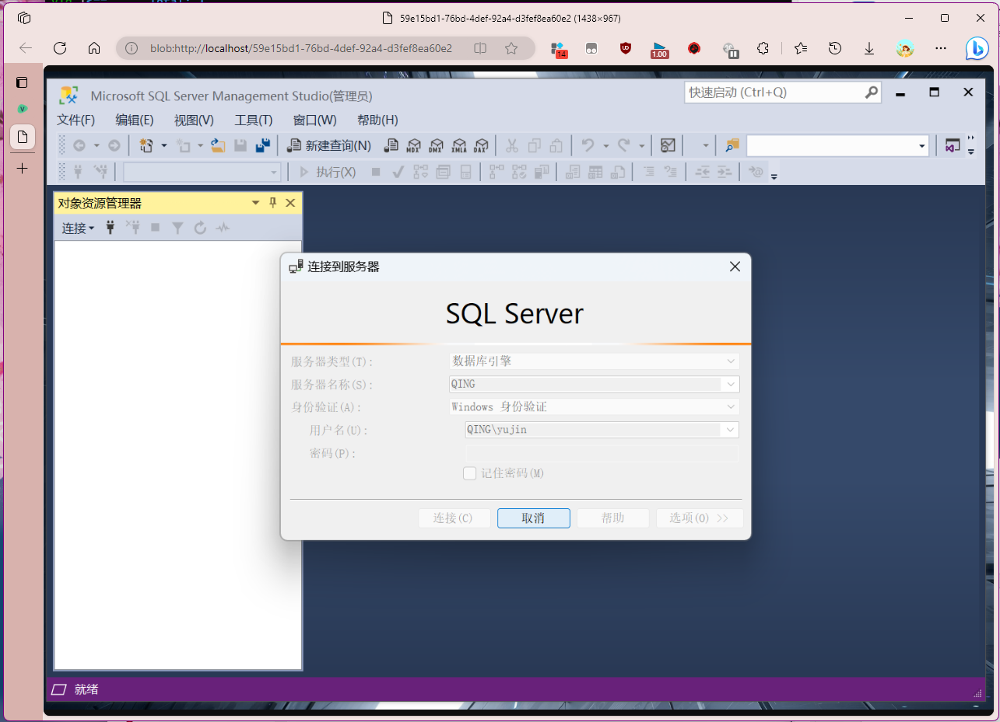 59e15bd1-76bd-4def-92a4-d3fef8ea60e2 (1438×967)
blob:http://localhost/59e15bd1-76bd-4def-92a4-d3fef8ea60e2
14
1.00
Microsoft SQL Server Management Studio(管理员)
快速启动 (Ctrl+Q)
文件(F) 编辑(E) 视图(V) 工具(T) 窗口(W) 帮助(H)
新建查询(N) MDX DMX XMLA DAX
执行(X)
对象资源管理器
连接
连接到服务器
SQL Server
服务器类型(T): 数据库引擎
服务器名称(S): QING
身份验证(A): Windows 身份验证
用户名(U): QING\yujin
密码(P):
记住密码(M)
连接(C) 取消 帮助 选项(O) >>
就绪